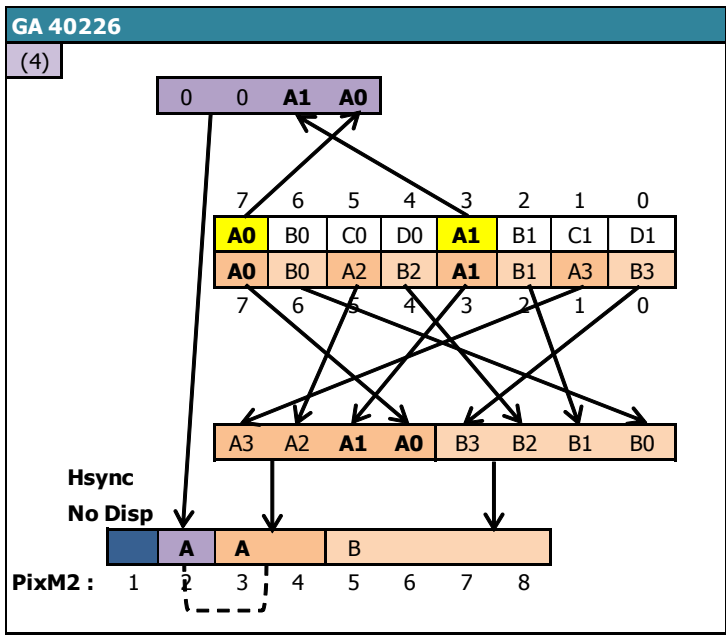 GA 40226
(4)
0 0 A1 A0
7 6 5 4 3 2 1 0
A0 B0 C0 D0 A1 B1 C1 D1
A0 B0 A2 B2 A1 B1 A3 B3
7 6 5 4 3 2 1 0
A3 A2 A1 A0 B3 B2 B1 B0
Hsync
No Disp
A A B
PixM2 : 1 2 3 4 5 6 7 8